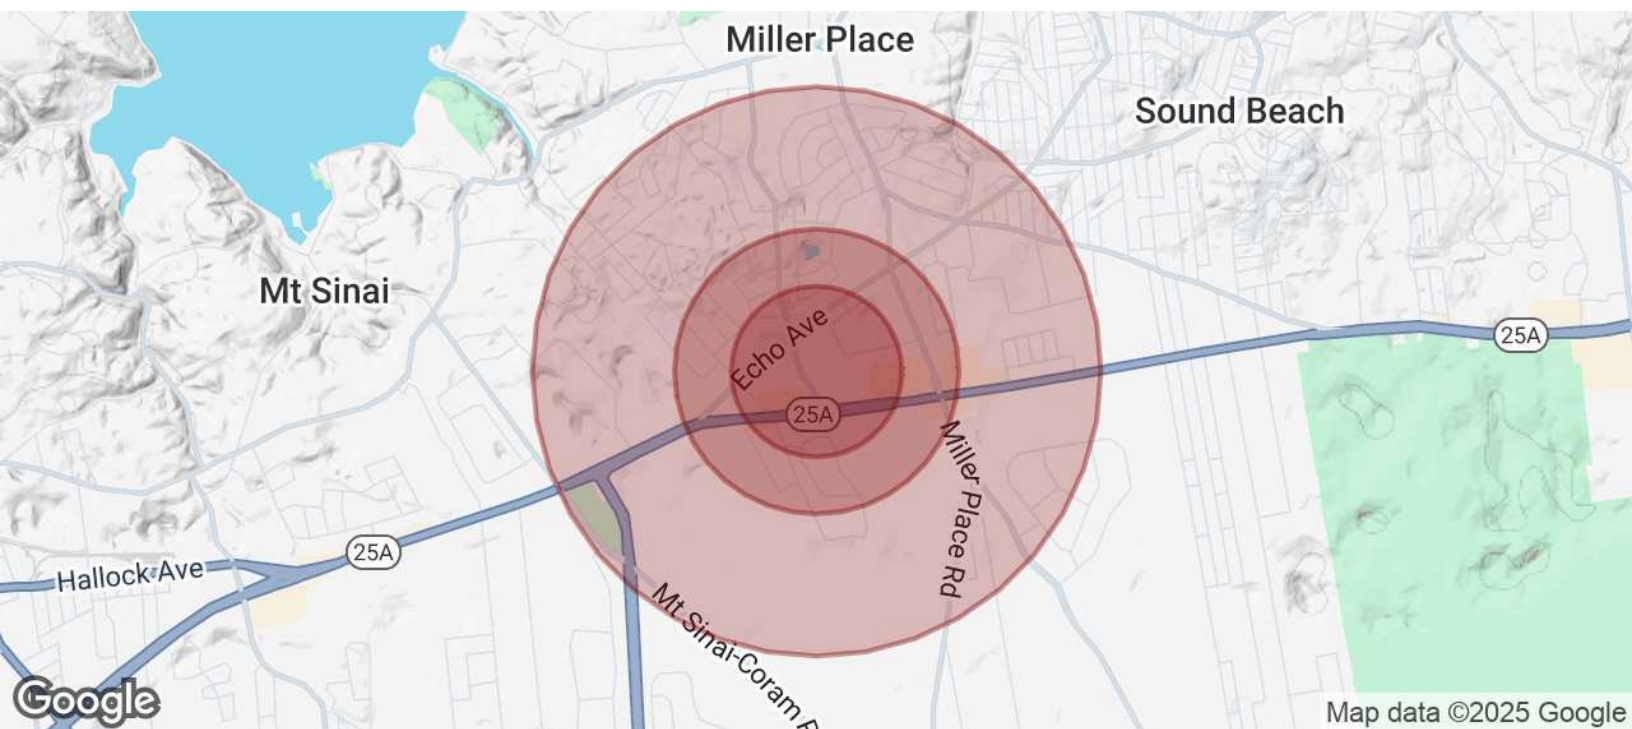 Miller Place
Sound Beach
Mt Sinai
Echo Ave
25A
25A
Miller Place Rd
25A
Hallock Ave
Mt Sinai-Coram
Google
Map data ©2025 Google